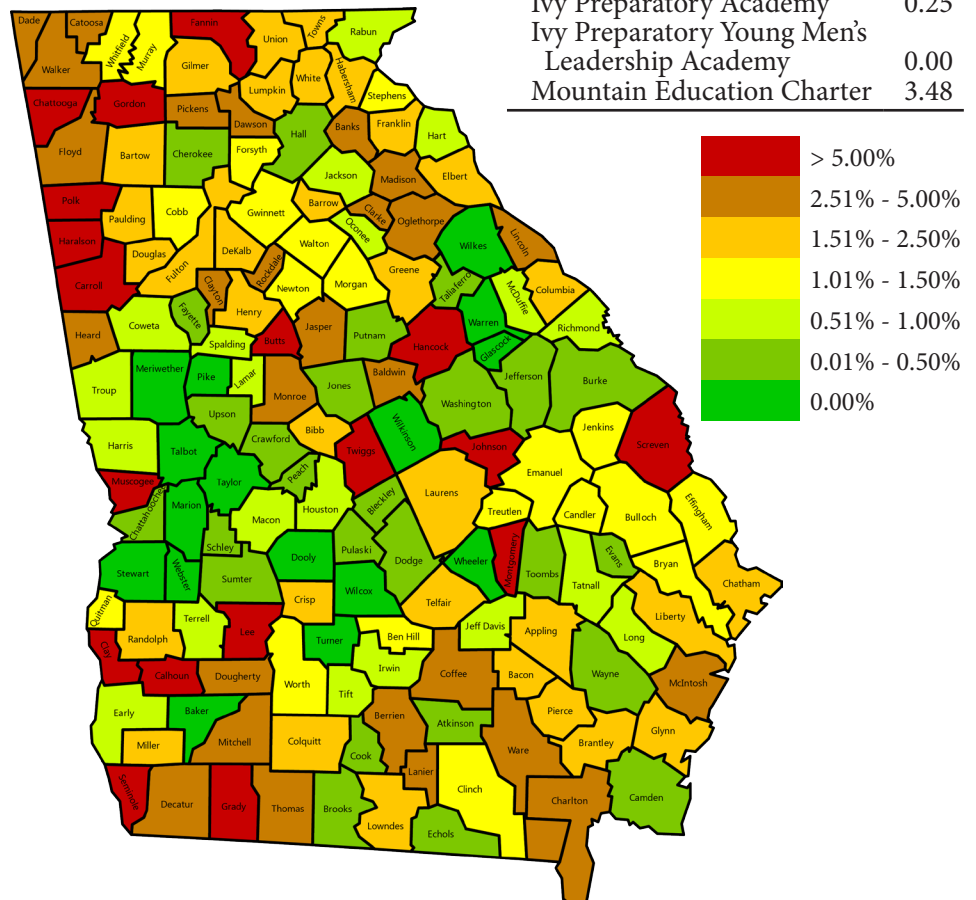 Ivy Preparatory Academy 0.25
Ivy Preparatory Young Men's
Leadership Academy 0.00
Mountain Education Charter 3.48
> 5.00%
2.51% - 5.00%
1.51% - 2.50%
1.01% - 1.50%
0.51% - 1.00%
0.01% - 0.50%
0.00%
Dade
Catoosa
Fannin
Union
Towns
Rabun
Walker
Whitfield
Murray
Gilmer
White
Habersham
Lumpkin
Stephens
Chattooga
Gordon
Pickens
Dawson
Hall
Banks
Franklin
Hart
Floyd
Bartow
Cherokee
Forsyth
Jackson
Madison
Elbert
Polk
Paulding
Cobb
Gwinnett
Barrow
Clarke
Oconee
Oglethorpe
Wilkes
Lincoln
Haralson
Douglas
Fulton
DeKalb
Rockdale
Walton
Carroll
Clayton
Newton
Morgan
Greene
Taliaferro
McDuffie
Columbia
Henry
Fayette
Coweta
Heard
Spalding
Butts
Jasper
Putnam
Hancock
Warren
Glascock
Richmond
Troup
Meriwether
Pike
Lamar
Monroe
Jones
Baldwin
Washington
Jefferson
Burke
Upson
Bibb
Wilkinson
Jenkins
Screven
Harris
Talbot
Crawford
Twiggs
Johnson
Emanuel
Muscogee
Taylor
Peach
Laurens
Chattahoochee
Marion
Macon
Houston
Bleckley
Treutlen
Candler
Bulloch
Effingham
Schley
Dooly
Pulaski
Dodge
Wheeler
Montgomery
Toombs
Tatnall
Evans
Bryan
Chatham
Stewart
Webster
Sumter
Wilcox
Telfair
Quitman
Randolph
Terrell
Lee
Crisp
Turner
Ben Hill
Jeff Davis
Appling
Long
Liberty
Clay
Calhoun
Dougherty
Worth
Irwin
Tift
Coffee
Bacon
Wayne
McIntosh
Early
Baker
Mitchell
Miller
Colquitt
Berrien
Atkinson
Pierce
Ware
Brantley
Glynn
Cook
Lanier
Clinch
Seminole
Decatur
Grady
Thomas
Brooks
Lowndes
Echols
Charlton
Camden